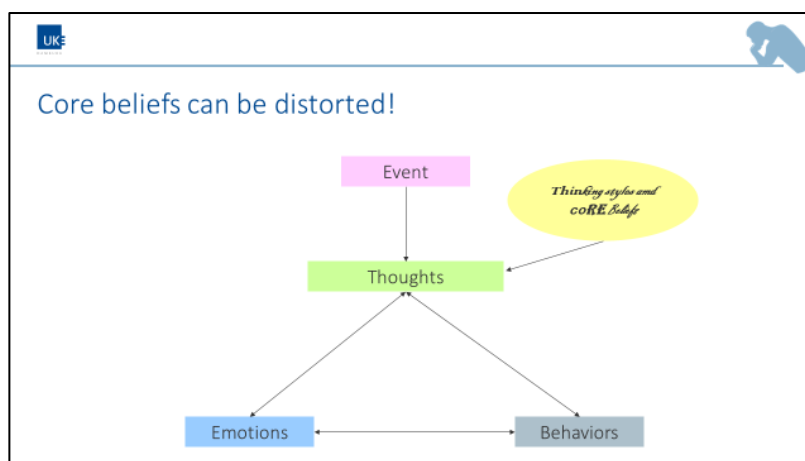 UKE
Core beliefs can be distorted!
Event
Thinking styles and
coRE Beliefs
Thoughts
Emotions
Behaviors